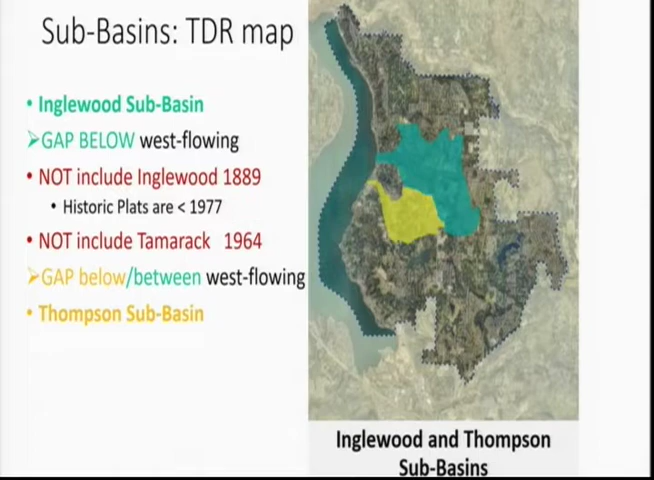 Sub-Basins: TDR map
• Inglewood Sub-Basin
➢GAP BELOW west-flowing
• NOT include Inglewood 1889
• Historic Plats are < 1977
• NOT include Tamarack 1964
➢GAP below/between west-flowing
• Thompson Sub-Basin
Inglewood and Thompson
Sub-Basins